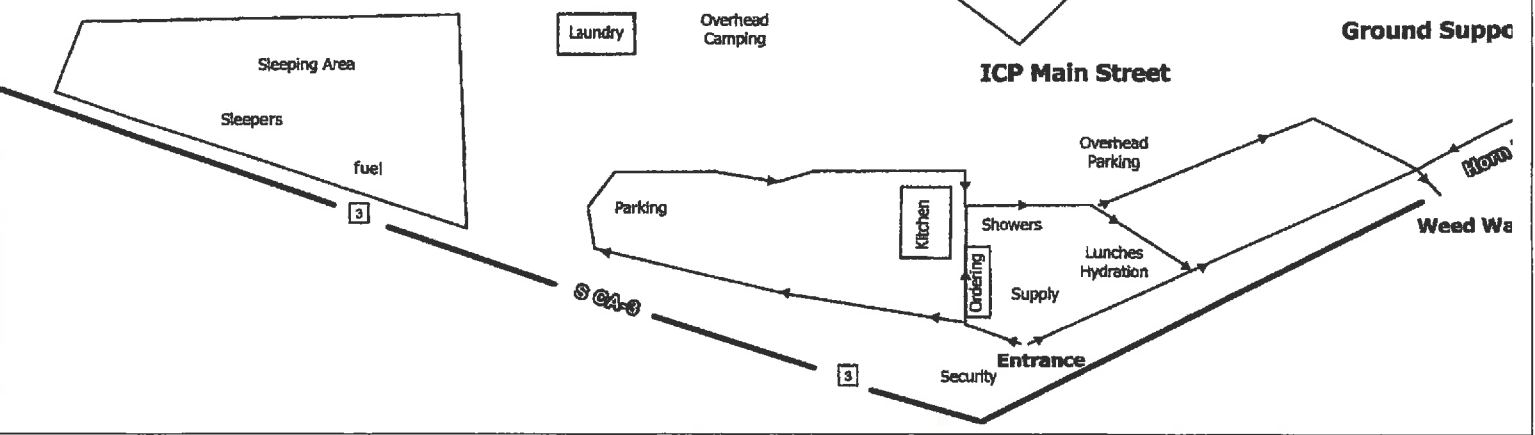 Laundry
Overhead
Camping
Ground Suppo
ICP Main Street
Sleeping Area
Sleepers
fuel
3
Overhead
Parking
Horn
Parking
Kitchen
Showers
Weed Wa
Lunches
Hydration
Ordering
Supply
S CA-3
Entrance
Security
3